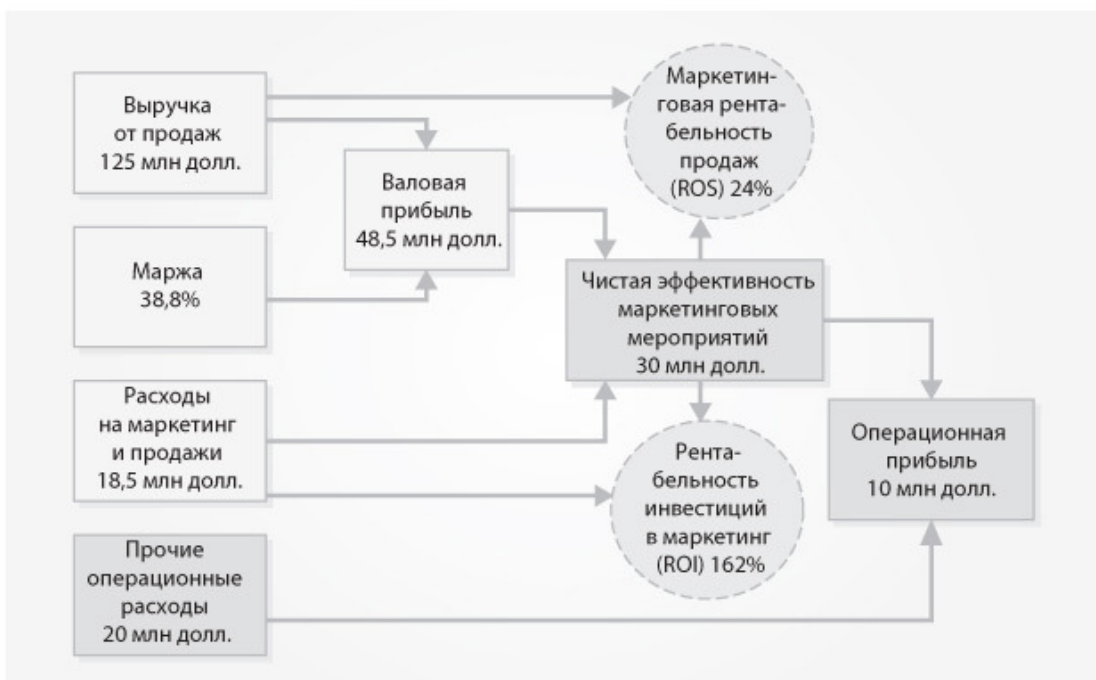 Выручка
от продаж
125 млн долл.
Маржа
38,8%
Расходы
на маркетинг
и продажи
18,5 млн долл.
Прочие
операционные
расходы
20 млн долл.
Валовая
прибыль
48,5 млн долл.
Маркетин-
говая рента-
бельность
продаж
(ROS) 24%
Чистая эффективность
маркетинговых
мероприятий
30 млн долл.
Рента-
бельность
инвестиций
в маркетинг
(ROI) 162%
Операционная
прибыль
10 млн долл.